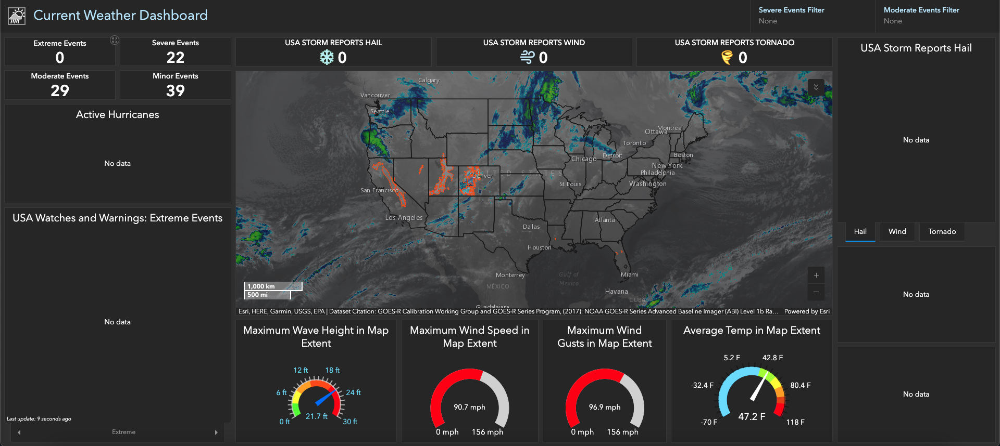 Current Weather Dashboard
Severe Events Filter
None
Moderate Events Filter
None
Extreme Events
0
Severe Events
22
Moderate Events
29
Minor Events
39
Active Hurricanes
No data
USA Watches and Warnings: Extreme Events
No data
Last update: 9 seconds ago
Extreme
USA STORM REPORTS HAIL
0
USA STORM REPORTS WIND
0
USA STORM REPORTS TORNADO
0
Calgary
Vancouver
Seattle
Montreal
Ottawa
Toronto
Boston
Chicago
Detroit
New York
Philadelphia
UNITED STATES
Denver
St Louis
Washington
San Francisco
Los Angeles
Atlanta
Dallas
Houston
Monterrey
Gulf of
Mexico
Miami
MÉXICO
Havana
CUBA
Guadalajara
1,000 km
500 mi
+
−
Esri, HERE, Garmin, USGS, EPA | Dataset Citation: GOES-R Calibration Working Group and GOES-R Series Program, (2017): NOAA GOES-R Series Advanced Baseline Imager (ABI) Level 1b Ra... Powered by Esri
Maximum Wave Height in Map
Extent
12 ft
18 ft
6 ft
24 ft
21.7 ft
0 ft
30 ft
Maximum Wind Speed in
Map Extent
90.7 mph
0 mph
156 mph
Maximum Wind
Gusts in Map Extent
96.9 mph
0 mph
156 mph
Average Temp in Map Extent
5.2 F
42.8 F
-32.4 F
80.4 F
47.2 F
-70 F
118 F
USA Storm Reports Hail
No data
Hail
Wind
Tornado
No data
No data